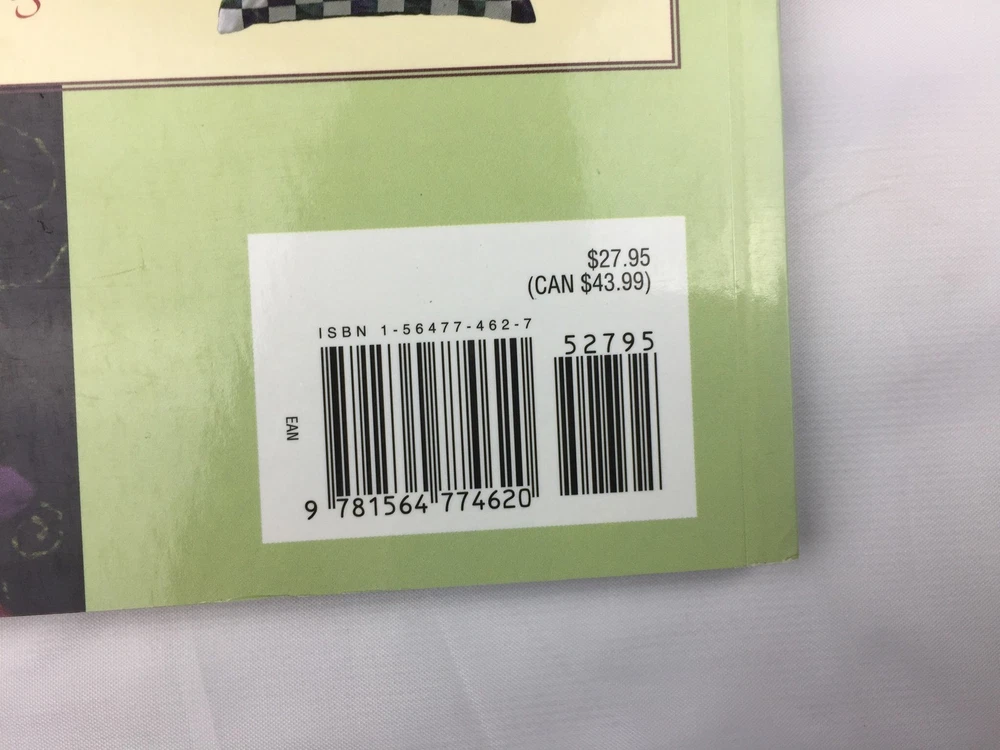 $27.95
(CAN $43.99)
ISBN 1-56477-462-7
52795
EAN
9 781564 774620